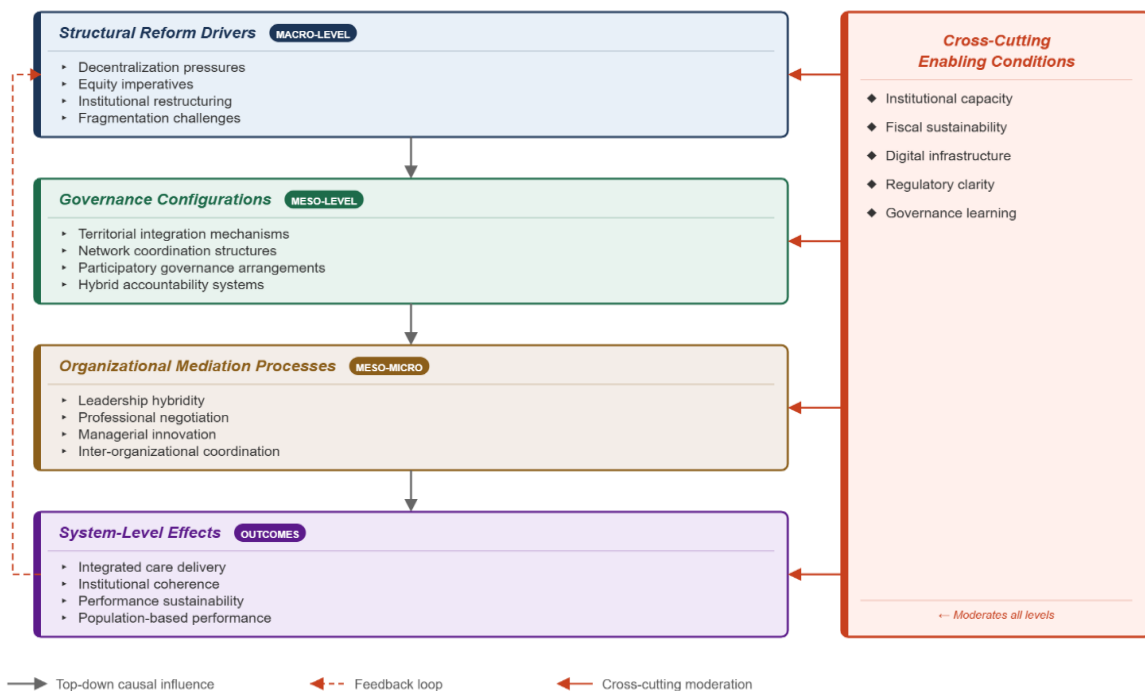 Structural Reform Drivers MACRO-LEVEL
‣ Decentralization pressures
‣ Equity imperatives
‣ Institutional restructuring
‣ Fragmentation challenges
Governance Configurations MESO-LEVEL
‣ Territorial integration mechanisms
‣ Network coordination structures
‣ Participatory governance arrangements
‣ Hybrid accountability systems
Organizational Mediation Processes MESO-MICRO
‣ Leadership hybridity
‣ Professional negotiation
‣ Managerial innovation
‣ Inter-organizational coordination
System-Level Effects OUTCOMES
‣ Integrated care delivery
‣ Institutional coherence
‣ Performance sustainability
‣ Population-based performance
Cross-Cutting
Enabling Conditions
◆ Institutional capacity
◆ Fiscal sustainability
◆ Digital infrastructure
◆ Regulatory clarity
◆ Governance learning
← Moderates all levels
Top-down causal influence
Feedback loop
Cross-cutting moderation